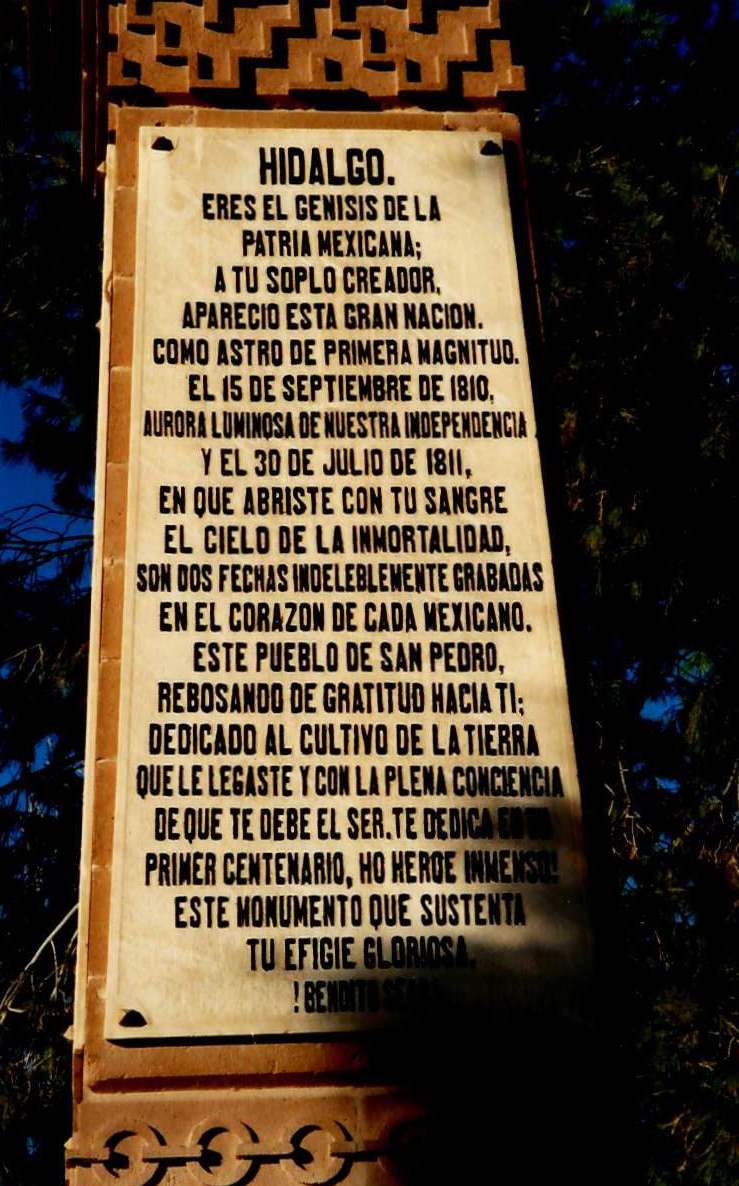 HIDALGO.
ERES EL GENISIS DE LA
PATRIA MEXICANA;
A TU SOPLO CREADOR,
APARECIO ESTA GRAN NACION.
COMO ASTRO DE PRIMERA MAGNITUD.
EL 15 DE SEPTIEMBRE DE 1810,
AURORA LUMINOSA DE NUESTRA INDEPENDENCIA
Y EL 30 DE JULIO DE 1811,
EN QUE ABRISTE CON TU SANGRE
EL CIELO DE LA INMORTALIDAD,
SON DOS FECHAS INDELEBLEMENTE GRABADAS
EN EL CORAZON DE CADA MEXICANO.
ESTE PUEBLO DE SAN PEDRO,
REBOSANDO DE GRATITUD HACIA TI;
DEDICADO AL CULTIVO DE LA TIERRA
QUE LE LEGASTE Y CON LA PLENA CONCIENCIA
DE QUE TE DEBE EL SER. TE DEDICA
PRIMER CENTENARIO, HO HEROE INMENSO!
ESTE MONUMENTO QUE SUSTENTA
TU EFIGIE GLORIOSA.
!BENDITO